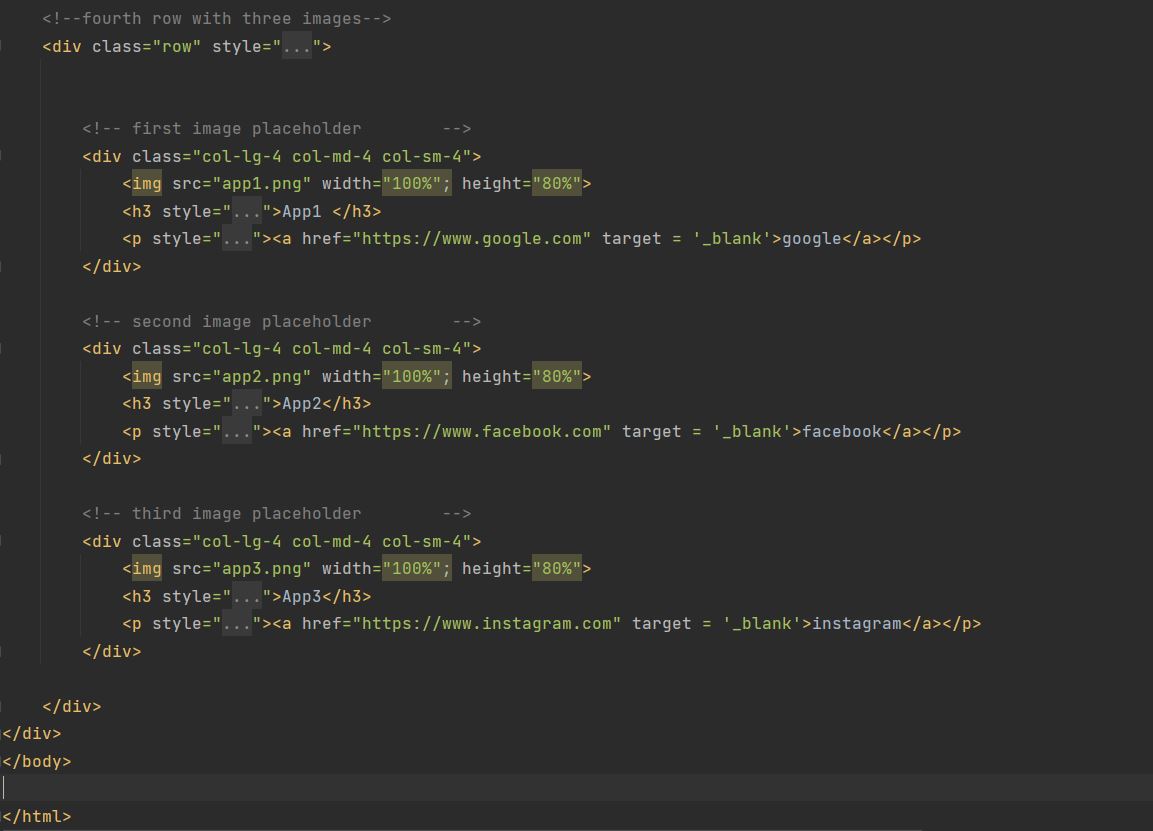 <!--fourth row with three images-->
<div class="row" style="...">
<!-- first image placeholder        -->
<div class="col-lg-4 col-md-4 col-sm-4">
<img src="app1.png" width="100%"; height="80%">
<h3 style="...">App1 </h3>
<p style="..."><a href="https://www.google.com" target = '_blank'>google</a></p>
</div>
<!-- second image placeholder        -->
<div class="col-lg-4 col-md-4 col-sm-4">
<img src="app2.png" width="100%"; height="80%">
<h3 style="...">App2</h3>
<p style="..."><a href="https://www.facebook.com" target = '_blank'>facebook</a></p>
</div>
<!-- third image placeholder        -->
<div class="col-lg-4 col-md-4 col-sm-4">
<img src="app3.png" width="100%"; height="80%">
<h3 style="...">App3</h3>
<p style="..."><a href="https://www.instagram.com" target = '_blank'>instagram</a></p>
</div>
</div>
</div>
</body>
</html>